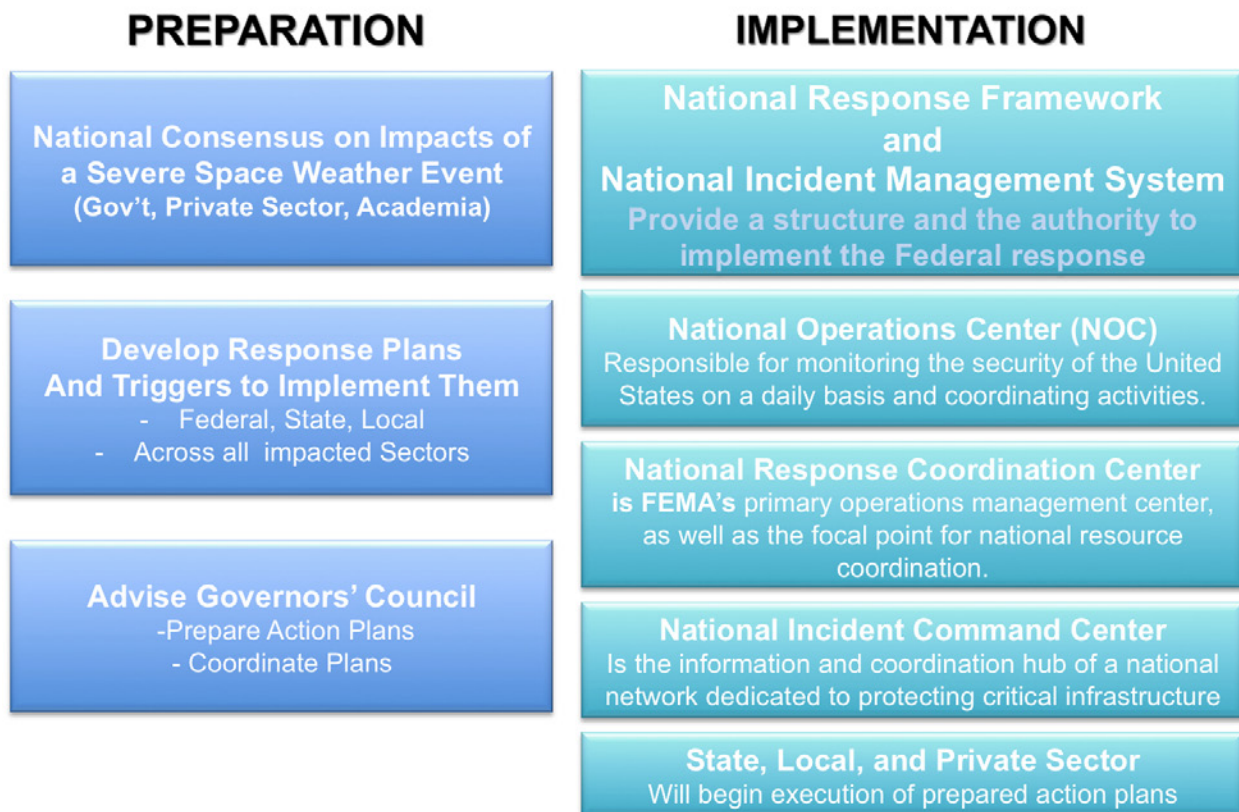 PREPARATION
National Consensus on Impacts of
a Severe Space Weather Event
(Gov't, Private Sector, Academia)
Develop Response Plans
And Triggers to Implement Them
- Federal, State, Local
- Across all impacted Sectors
Advise Governors' Council
-Prepare Action Plans
- Coordinate Plans
IMPLEMENTATION
National Response Framework
and
National Incident Management System
Provide a structure and the authority to
implement the Federal response
National Operations Center (NOC)
Responsible for monitoring the security of the United
States on a daily basis and coordinating activities.
National Response Coordination Center
is FEMA's primary operations management center,
as well as the focal point for national resource
coordination.
National Incident Command Center
Is the information and coordination hub of a national
network dedicated to protecting critical infrastructure
State, Local, and Private Sector
Will begin execution of prepared action plans